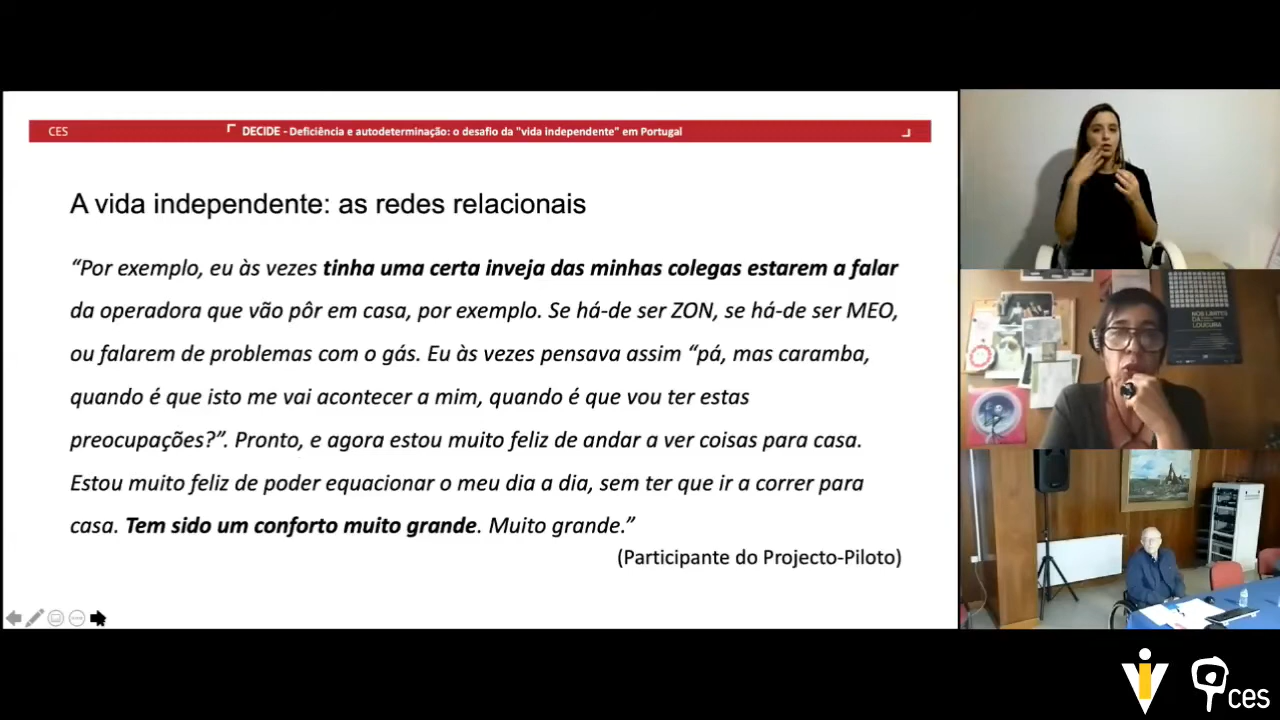 CES
DECIDE - Deficiência e autodeterminação: o desafio da "vida independente" em Portugal
A vida independente: as redes relacionais
“Por exemplo, eu às vezes tinha uma certa inveja das minhas colegas estarem a falar
da operadora que vão pôr em casa, por exemplo. Se há-de ser ZON, se há-de ser MEO,
ou falarem de problemas com o gás. Eu às vezes pensava assim “pá, mas caramba,
quando é que isto me vai acontecer a mim, quando é que vou ter estas
preocupações?”. Pronto, e agora estou muito feliz de andar a ver coisas para casa.
Estou muito feliz de poder equacionar o meu dia a dia, sem ter que ir a correr para
casa. Tem sido um conforto muito grande. Muito grande.”
(Participante do Projecto-Piloto)
NOS LIMITES
DA
LOUCURA
iV
ces